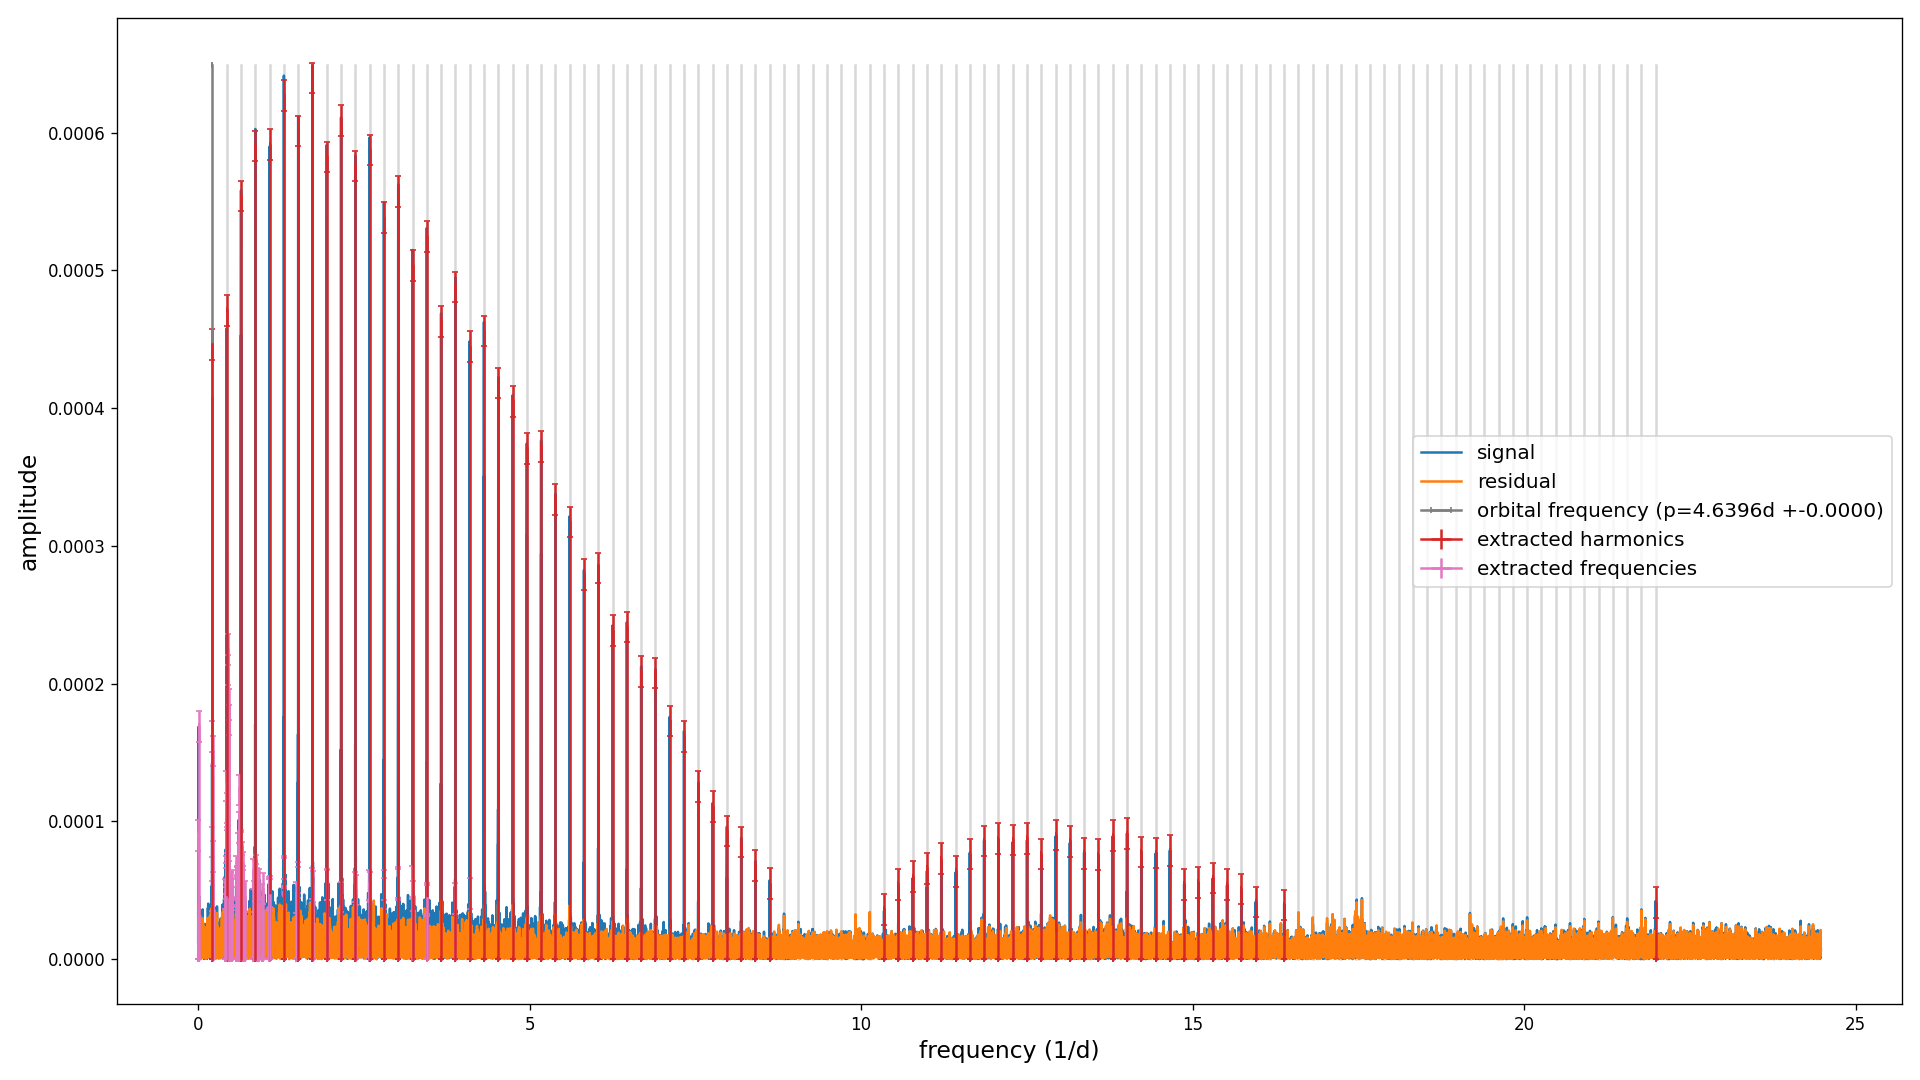 amplitude
0.0006
0.0005
0.0004
0.0003
0.0002
0.0001
0.0000
signal
residual
orbital frequency (p=4.6396d +-0.0000)
extracted harmonics
extracted frequencies
0 5 10 15 20 25
frequency (1/d)